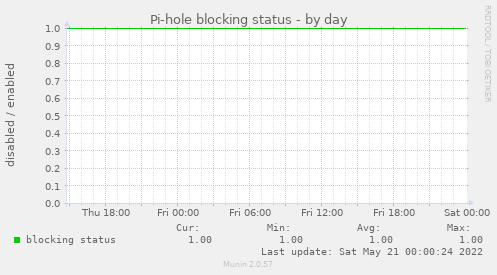 Pi-hole blocking status - by day
RRDTOOL / TOBI OETIKER
disabled / enabled
1.0
0.9
0.8
0.7
0.6
0.5
0.4
0.3
0.2
0.1
0.0
Thu 18:00 Fri 00:00 Fri 06:00 Fri 12:00 Fri 18:00 Sat 00:00
Cur: Min: Avg: Max:
blocking status 1.00 1.00 1.00 1.00
Last update: Sat May 21 00:00:24 2022
Munin 2.0.57